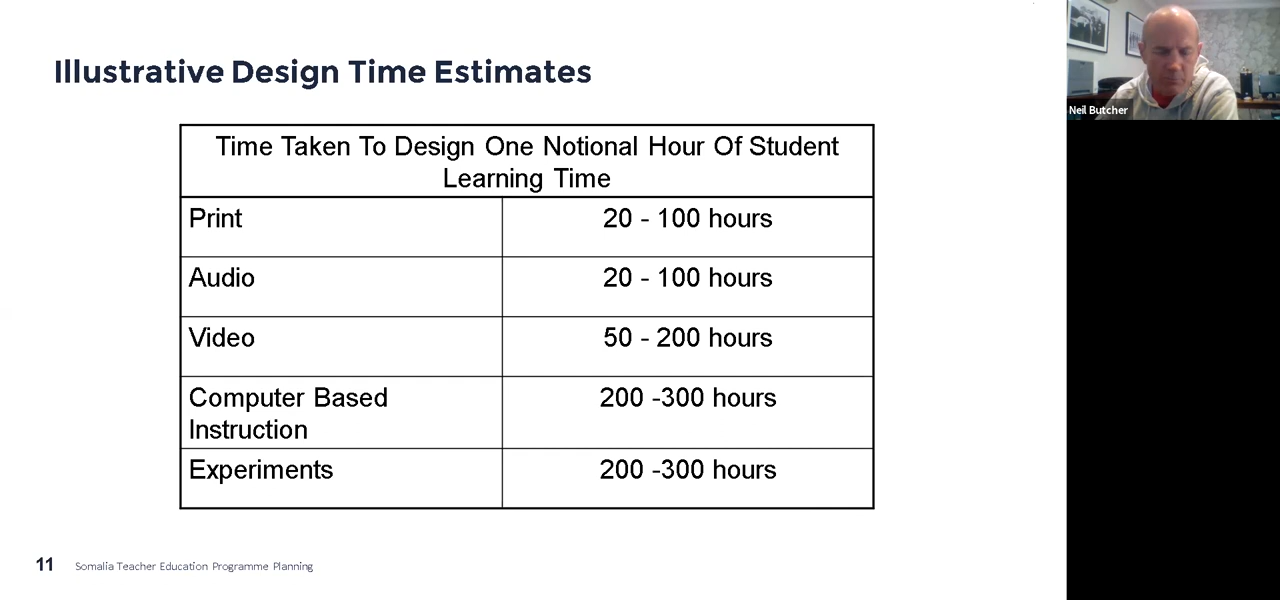 Illustrative Design Time Estimates
Neil Butcher
Time Taken To Design One Notional Hour Of Student
Learning Time
Print 20 - 100 hours
Audio 20 - 100 hours
Video 50 - 200 hours
Computer Based 200 -300 hours
Instruction
Experiments 200 -300 hours
11 Somalia Teacher Education Programme Planning